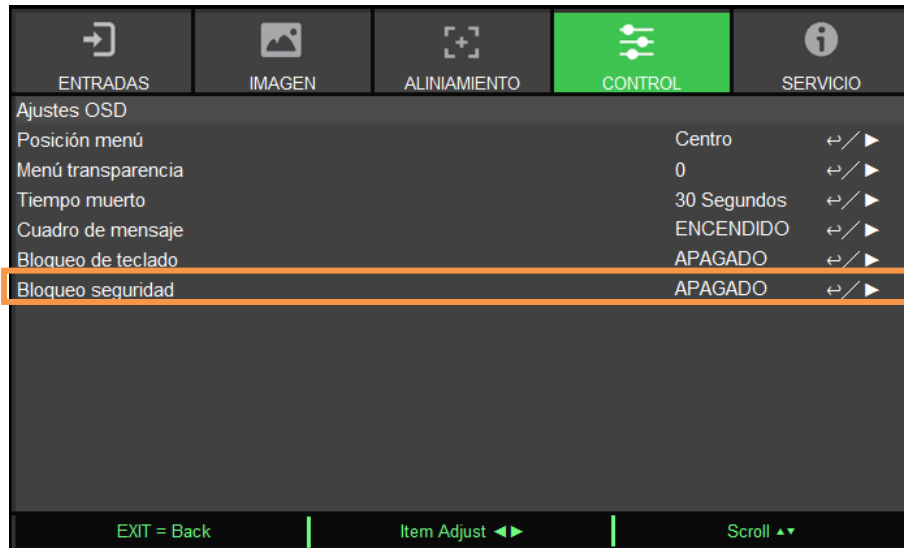 ENTRADAS IMAGEN ALINIAMIENTO CONTROL SERVICIO
Ajustes OSD
Posición menú Centro ↩/▶
Menú transparencia 0 ↩/▶
Tiempo muerto 30 Segundos ↩/▶
Cuadro de mensaje ENCENDIDO ↩/▶
Bloqueo de teclado APAGADO ↩/▶
Bloqueo seguridad APAGADO ↩/▶
EXIT = Back Item Adjust ◀▶ Scroll ▲▼